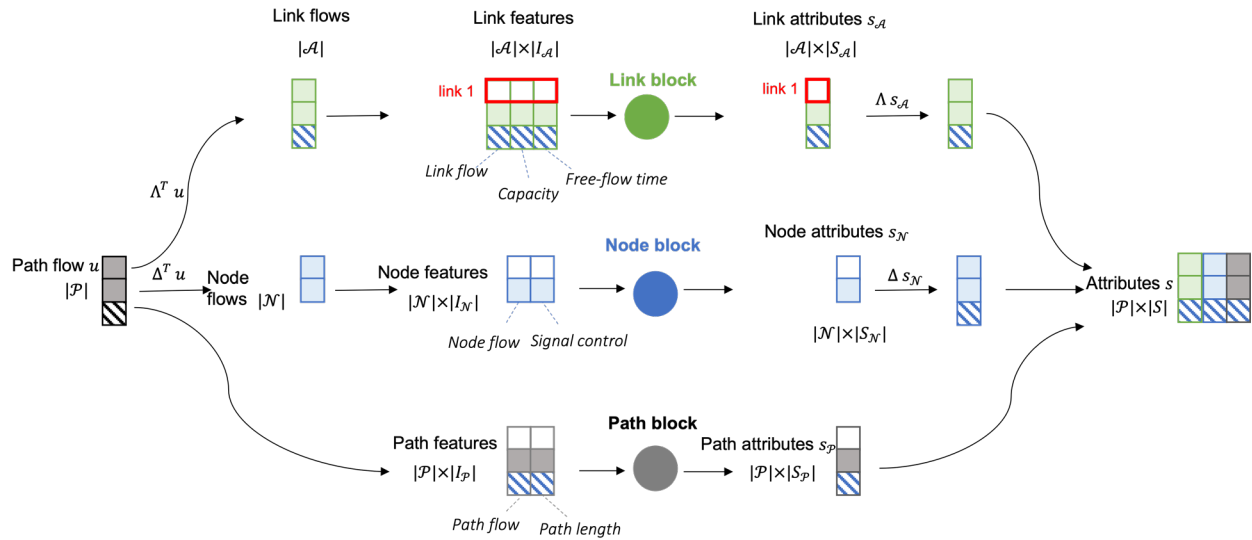 Link flows
|𝒜|
Link features
|𝒜|×|I_𝒜|
Link attributes s_𝒜
|𝒜|×|S_𝒜|
link 1
Link block
link 1
Λ s_𝒜
Link flow
Capacity
Free-flow time
Λ^T u
Path flow u
|𝒫|
Δ^T u
Node
flows
|𝒩|
Node features
|𝒩|×|I_𝒩|
Node block
Node attributes s_𝒩
|𝒩|×|S_𝒩|
Δ s_𝒩
Node flow
Signal control
Attributes s
|𝒫|×|S|
Path features
|𝒫|×|I_𝒫|
Path block
Path attributes s_𝒫
|𝒫|×|S_𝒫|
Path flow
Path length